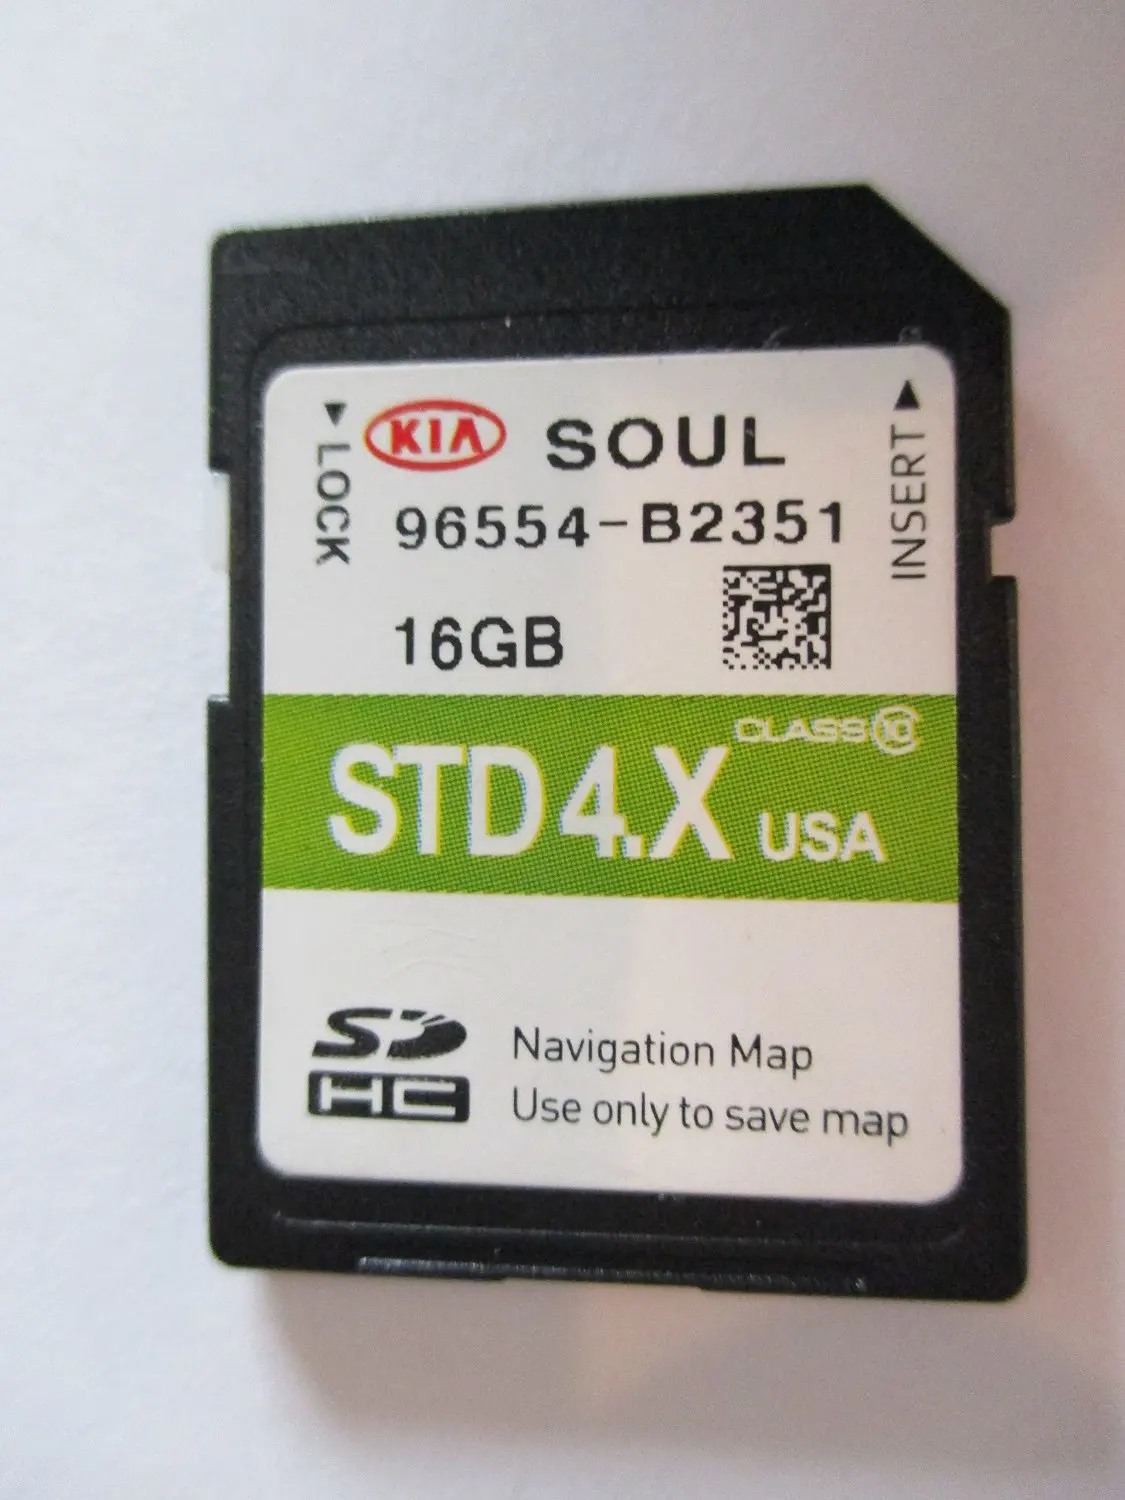 KIA SOUL
96554-B2351
16GB
LOCK
INSERT
CLASS 10
STD 4.X USA
SD
HC
Navigation Map
Use only to save map